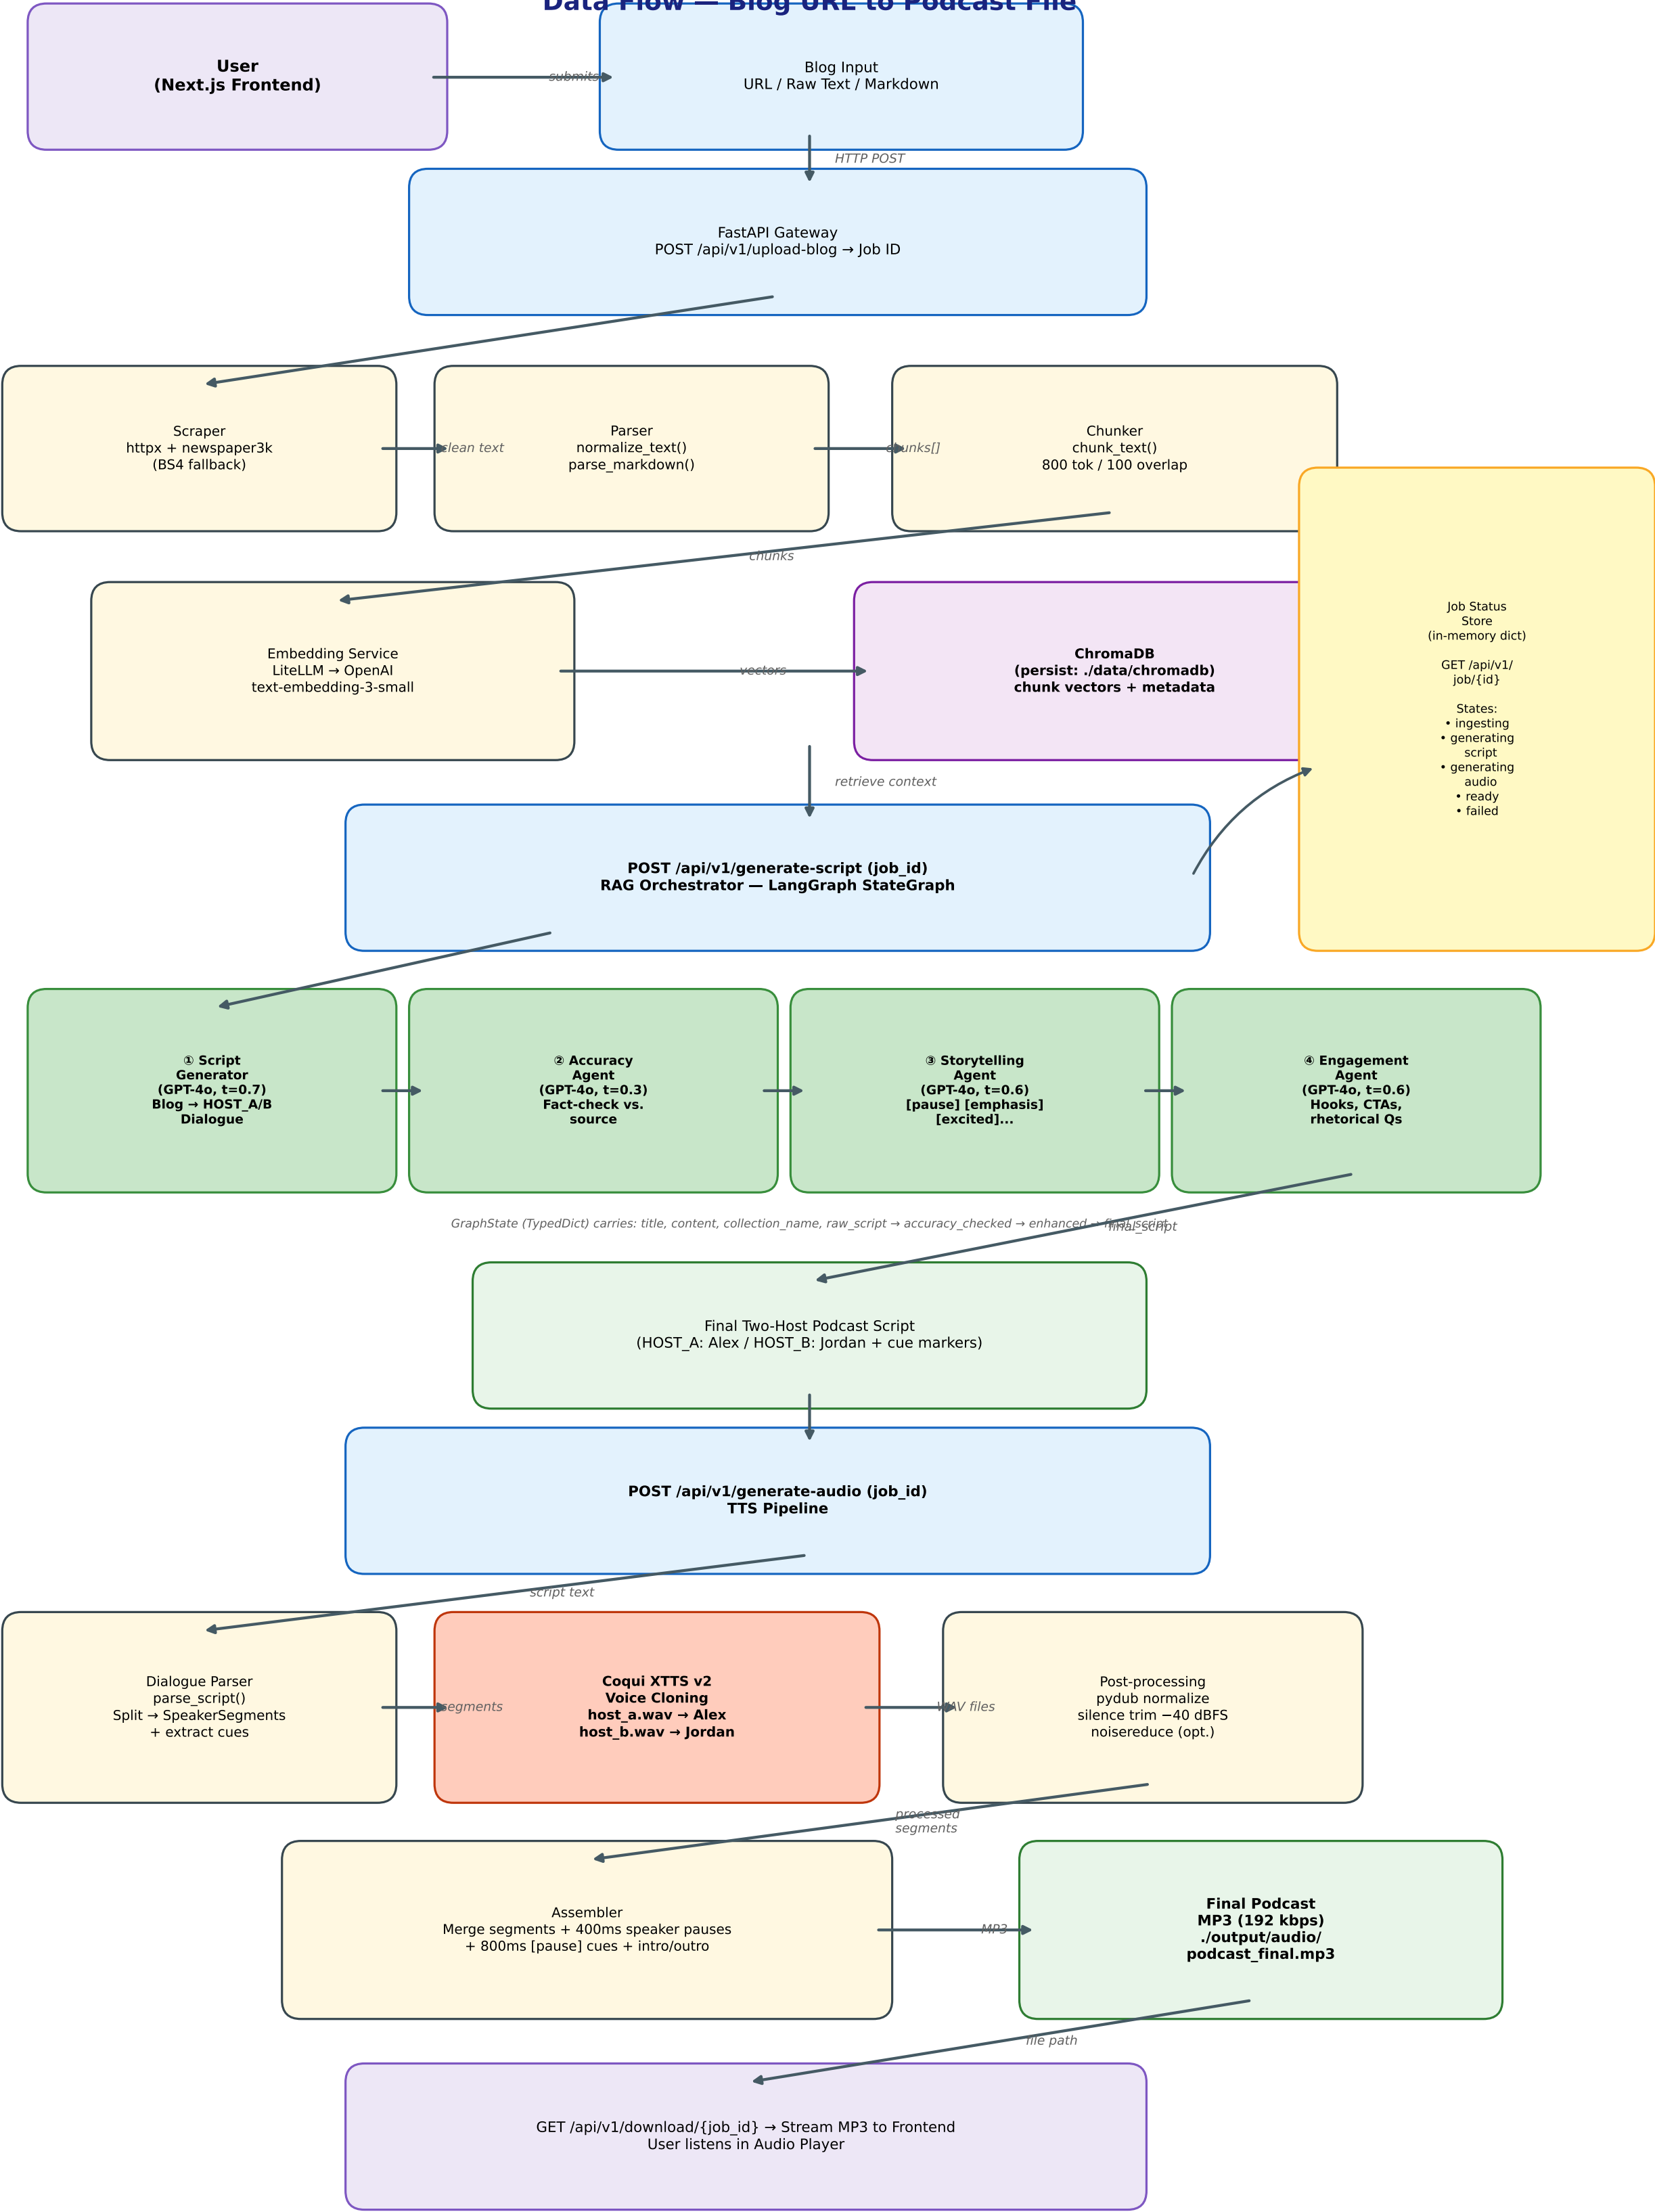 Data Flow — Blog URL to Podcast File
User
(Next.js Frontend)
submits
Blog Input
URL / Raw Text / Markdown
HTTP POST
FastAPI Gateway
POST /api/v1/upload-blog → Job ID
Scraper
httpx + newspaper3k
(BS4 fallback)
clean text
Parser
normalize_text()
parse_markdown()
chunks[]
Chunker
chunk_text()
800 tok / 100 overlap
chunks
Embedding Service
LiteLLM → OpenAI
text-embedding-3-small
vectors
ChromaDB
(persist: ./data/chromadb)
chunk vectors + metadata
Job Status
Store
(in-memory dict)
GET /api/v1/
job/{id}
States:
• ingesting
• generating
script
• generating
audio
• ready
• failed
retrieve context
POST /api/v1/generate-script (job_id)
RAG Orchestrator — LangGraph StateGraph
① Script
Generator
(GPT-4o, t=0.7)
Blog → HOST_A/B
Dialogue
② Accuracy
Agent
(GPT-4o, t=0.3)
Fact-check vs.
source
③ Storytelling
Agent
(GPT-4o, t=0.6)
[pause] [emphasis]
[excited]...
④ Engagement
Agent
(GPT-4o, t=0.6)
Hooks, CTAs,
rhetorical Qs
GraphState (TypedDict) carries: title, content, collection_name, raw_script → accuracy_checked → enhanced → final_script
final_script
Final Two-Host Podcast Script
(HOST_A: Alex / HOST_B: Jordan + cue markers)
POST /api/v1/generate-audio (job_id)
TTS Pipeline
script text
Dialogue Parser
parse_script()
Split → SpeakerSegments
+ extract cues
segments
Coqui XTTS v2
Voice Cloning
host_a.wav → Alex
host_b.wav → Jordan
WAV files
Post-processing
pydub normalize
silence trim −40 dBFS
noisereduce (opt.)
processed
segments
Assembler
Merge segments + 400ms speaker pauses
+ 800ms [pause] cues + intro/outro
MP3
Final Podcast
MP3 (192 kbps)
./output/audio/
podcast_final.mp3
file path
GET /api/v1/download/{job_id} → Stream MP3 to Frontend
User listens in Audio Player